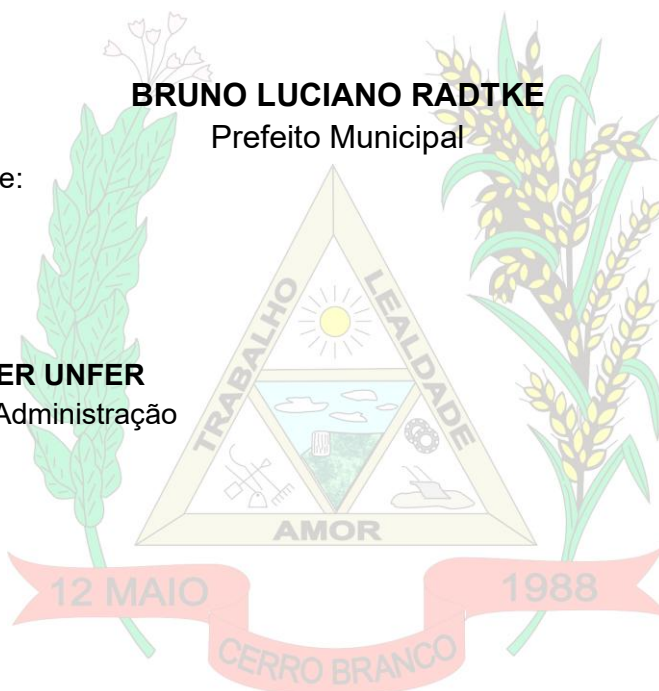 BRUNO LUCIANO RADTKE
Prefeito Municipal
e:
ER UNFER
Administração
TRABALHO
LEALDADE
AMOR
12 MAIO
1988
CERRO BRANCO